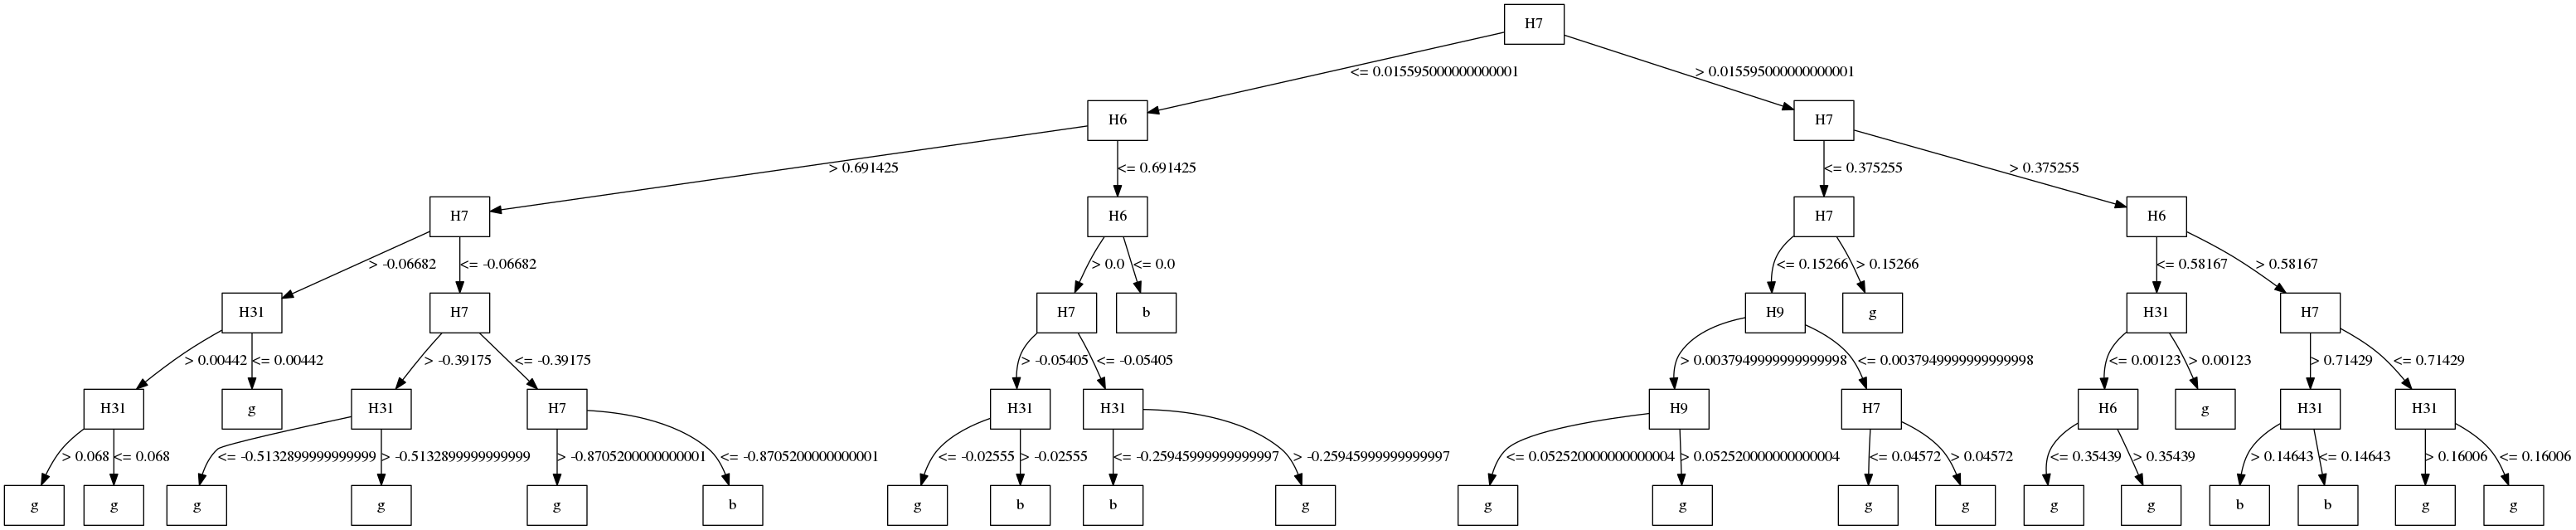 H7
<= 0.015595000000000001
> 0.015595000000000001
H6
H7
> 0.691425
<= 0.691425
<= 0.375255
> 0.375255
H7
H6
H7
H6
> -0.06682
<= -0.06682
> 0.0
<= 0.0
<= 0.15266
> 0.15266
<= 0.58167
> 0.58167
H31
H7
H7
b
H9
g
H31
H7
> 0.00442
<= 0.00442
> -0.39175
<= -0.39175
> -0.05405
<= -0.05405
> 0.0037949999999999998
<= 0.0037949999999999998
<= 0.00123
> 0.00123
> 0.71429
<= 0.71429
H31
g
H31
H7
H31
H31
H9
H7
H6
g
H31
H31
> 0.068
<= 0.068
<= -0.5132899999999999
> -0.5132899999999999
> -0.8705200000000001
<= -0.8705200000000001
<= -0.02555
> -0.02555
<= -0.25945999999999997
> -0.25945999999999997
<= 0.052520000000000004
> 0.052520000000000004
<= 0.04572
> 0.04572
<= 0.35439
> 0.35439
> 0.14643
<= 0.14643
> 0.16006
<= 0.16006
g
g
g
g
g
b
g
b
b
g
g
g
g
g
g
g
b
b
g
g